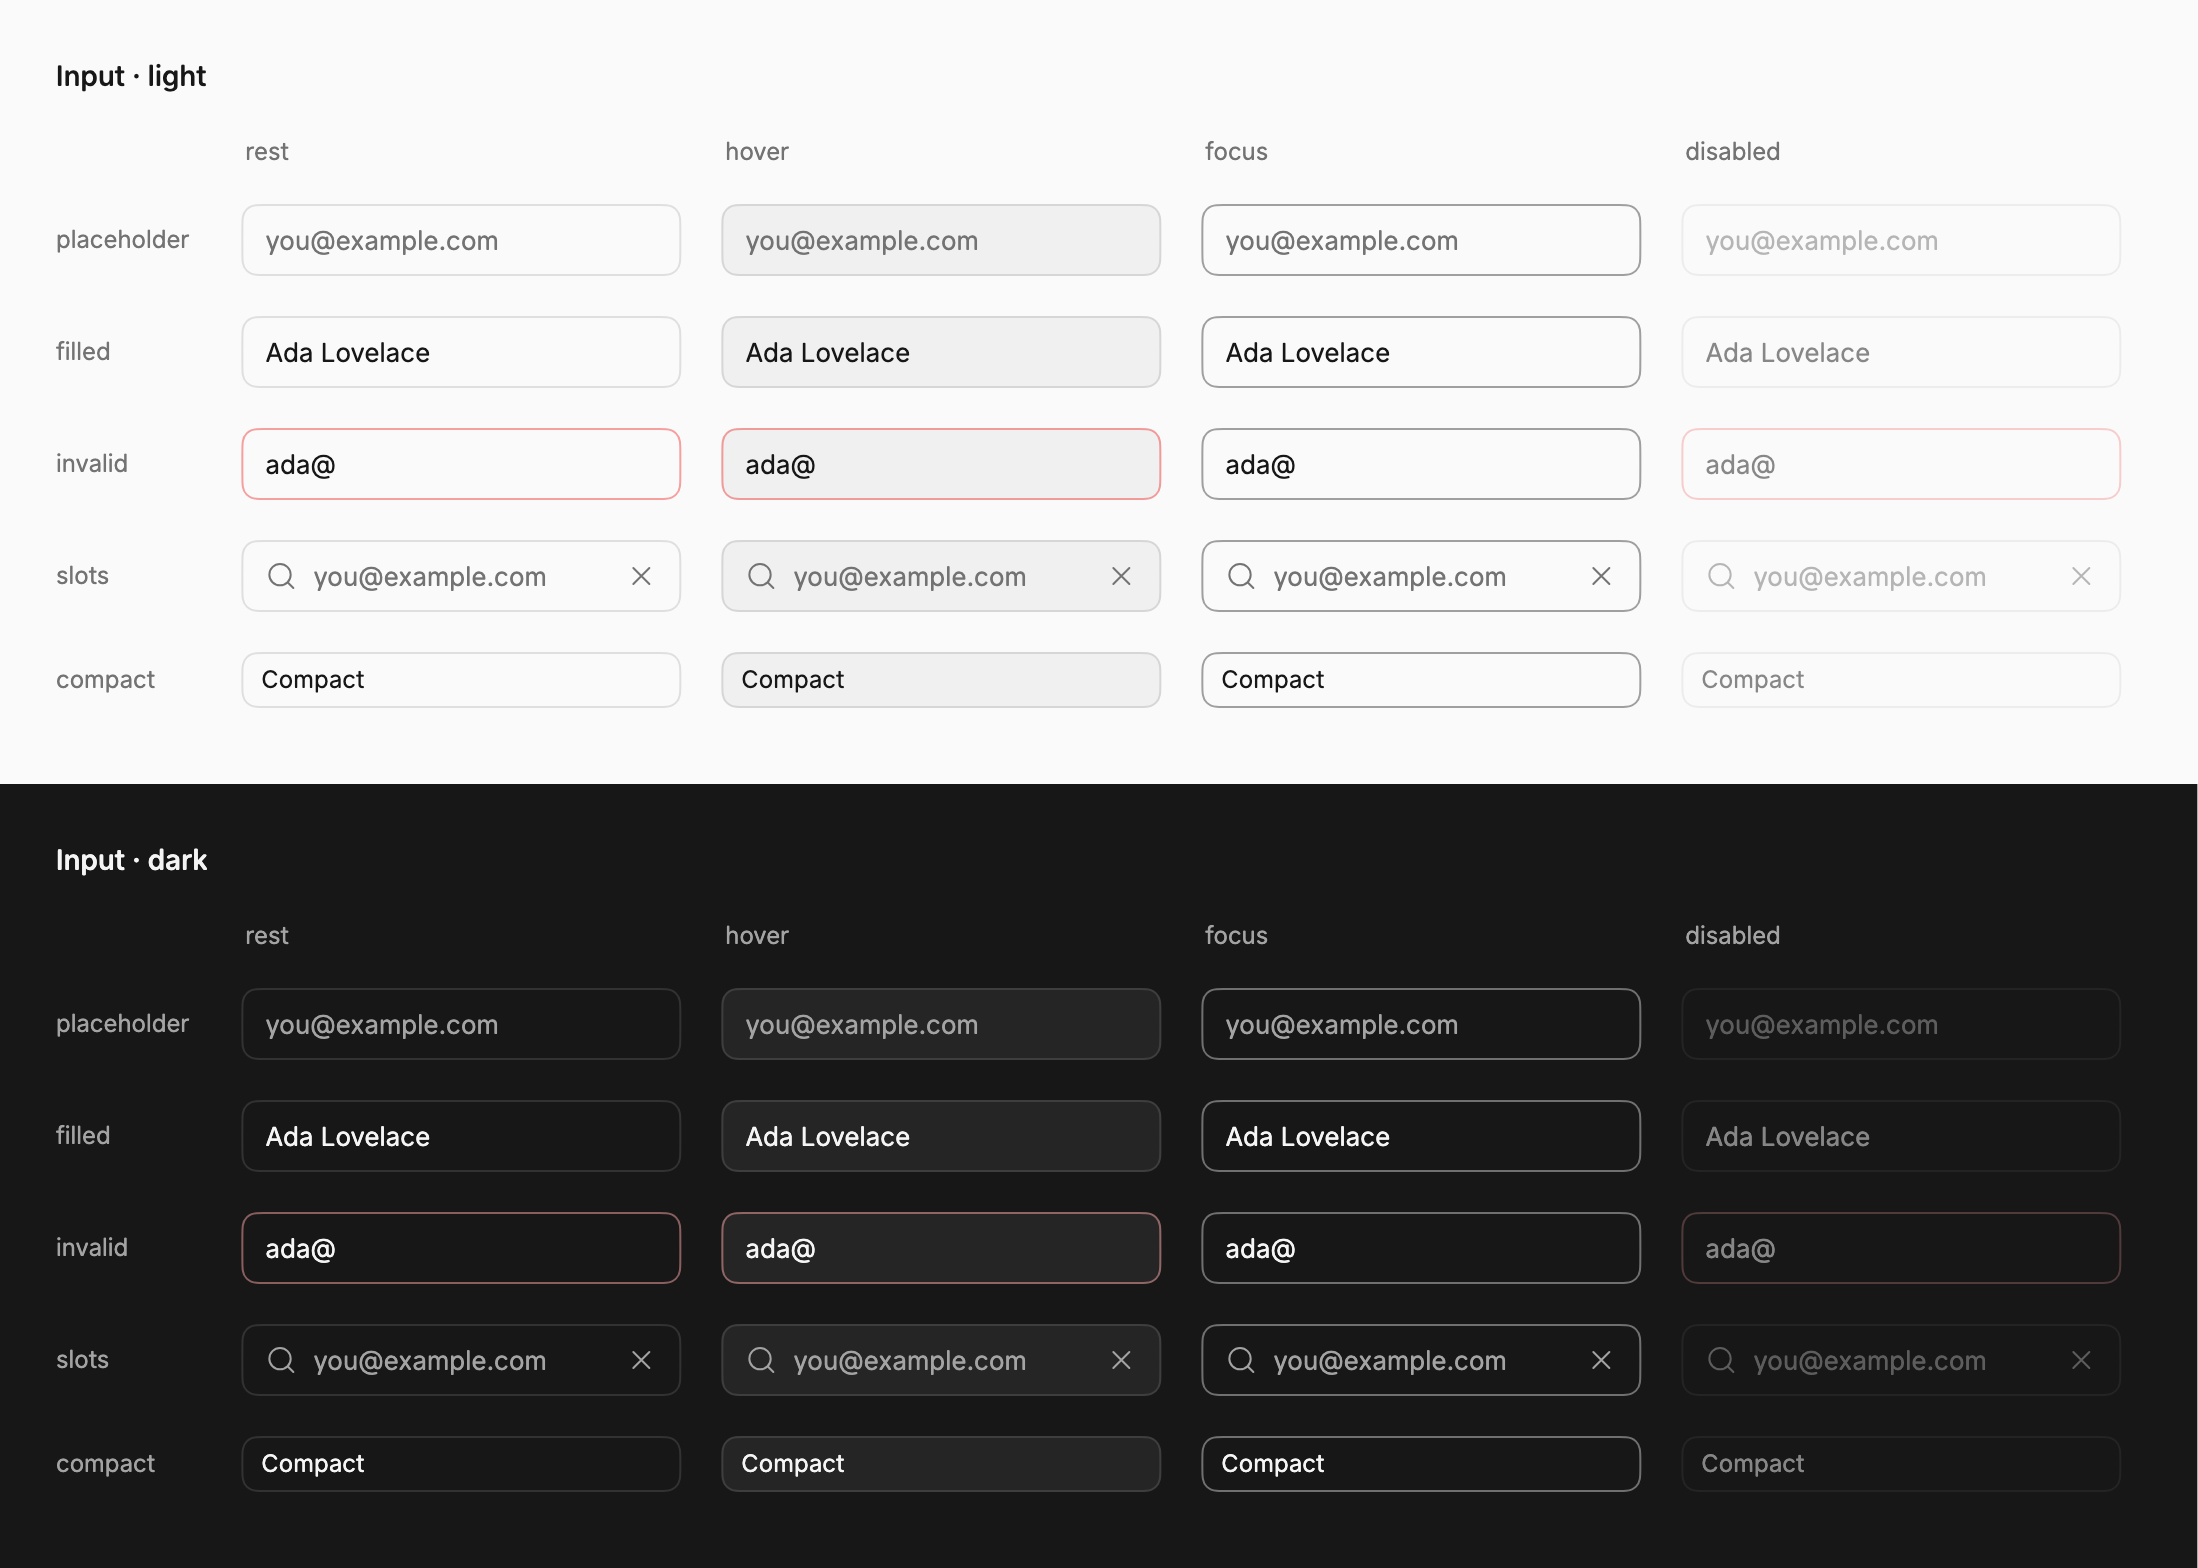 Input · light
rest hover focus disabled
placeholder you@example.com you@example.com you@example.com you@example.com
filled Ada Lovelace Ada Lovelace Ada Lovelace Ada Lovelace
invalid ada@ ada@ ada@ ada@
slots you@example.com you@example.com you@example.com you@example.com
compact Compact Compact Compact Compact
Input · dark
rest hover focus disabled
placeholder you@example.com you@example.com you@example.com you@example.com
filled Ada Lovelace Ada Lovelace Ada Lovelace Ada Lovelace
invalid ada@ ada@ ada@ ada@
slots you@example.com you@example.com you@example.com you@example.com
compact Compact Compact Compact Compact